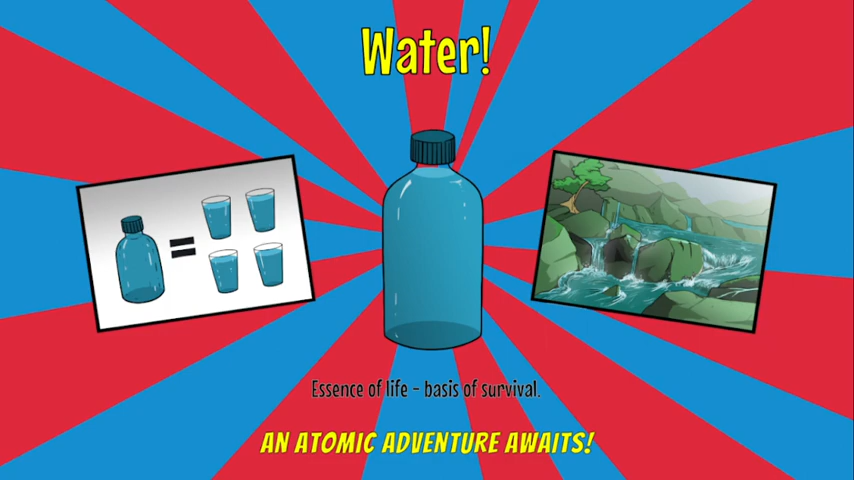 Water!
=
Essence of life - basis of survival.
AN ATOMIC ADVENTURE AWAITS!